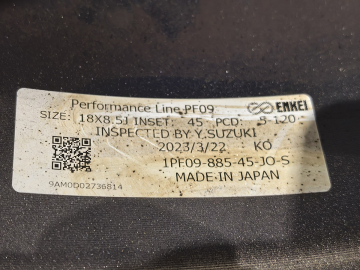 Performance Line PF09 ENKEI
SIZE: 18X8.5J INSET: 45 PCD: 5-120
INSPECTED BY Y.SUZUKI
2023/3/22 KO
1PF09-885-45-JO-S
MADE IN JAPAN
9AM0D02736814